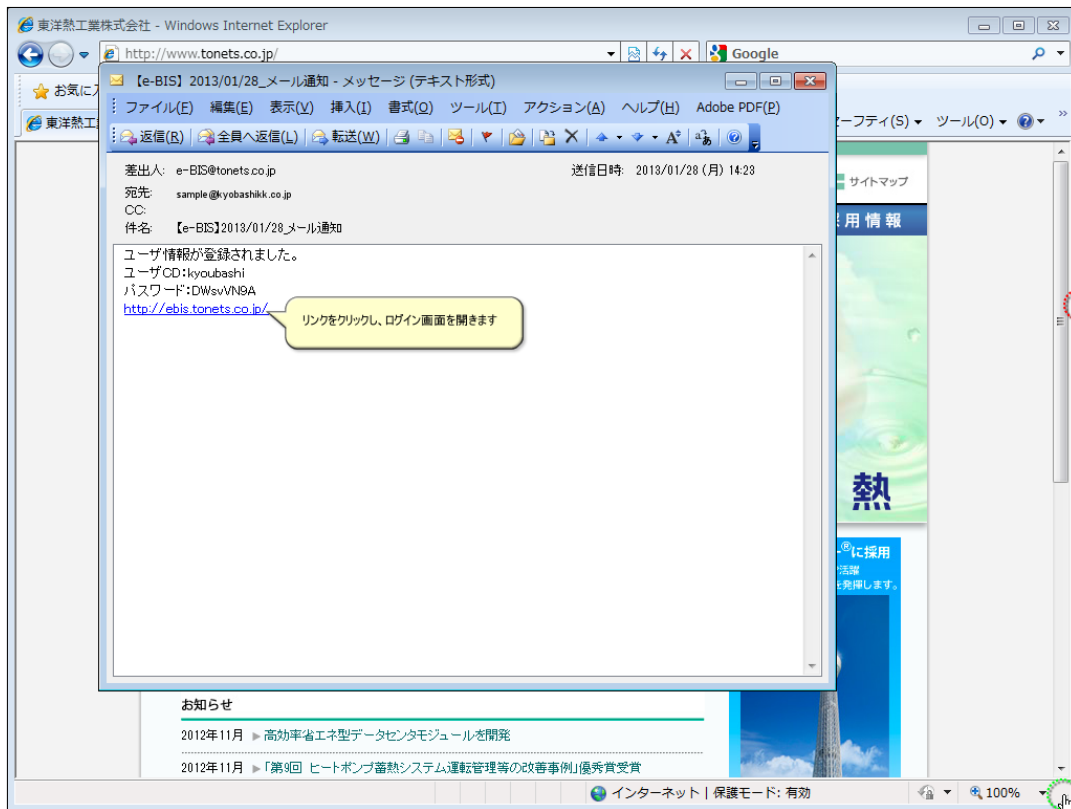 東洋熱工業株式会社 - Windows Internet Explorer
http://www.tonets.co.jp/
Google
お気に入
東洋熱工
ーフティ(S)
ツール(O)
»
【e-BIS】2013/01/28_メール通知 - メッセージ (テキスト形式)
ファイル(F) 編集(E) 表示(V) 挿入(I) 書式(O) ツール(T) アクション(A) ヘルプ(H) Adobe PDF(P)
返信(R) 全員へ返信(L) 転送(W)
差出人: e-BIS@tonets.co.jp
送信日時: 2013/01/28 (月) 14:23
宛先: sample@kyobashikk.co.jp
CC:
件名: 【e-BIS】2013/01/28_メール通知
ユーザ情報が登録されました。
ユーザCD:kyoubashi
パスワード:DWsvVN9A
http://ebis.tonets.co.jp/
リンクをクリックし、ログイン画面を開きます
サイトマップ
採用情報
熱
®に採用
活躍
を発揮します。
お知らせ
2012年11月 高効率省エネ型データセンタモジュールを開発
2012年11月 「第9回 ヒートポンプ蓄熱システム運転管理等の改善事例」優秀賞受賞
インターネット | 保護モード: 有効
100%